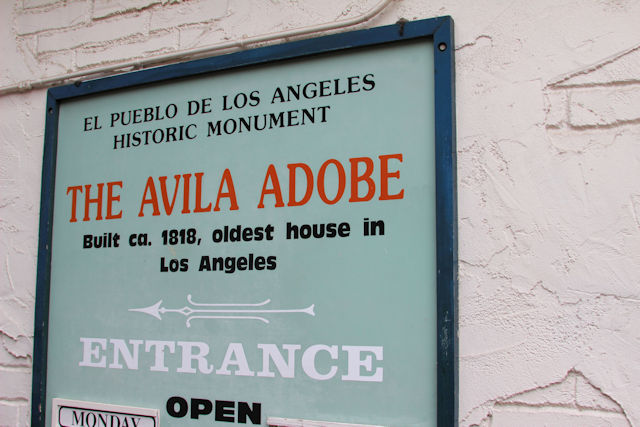 EL PUEBLO DE LOS ANGELES
HISTORIC MONUMENT
THE AVILA ADOBE
Built ca. 1818, oldest house in
Los Angeles
ENTRANCE
OPEN
MONDAY